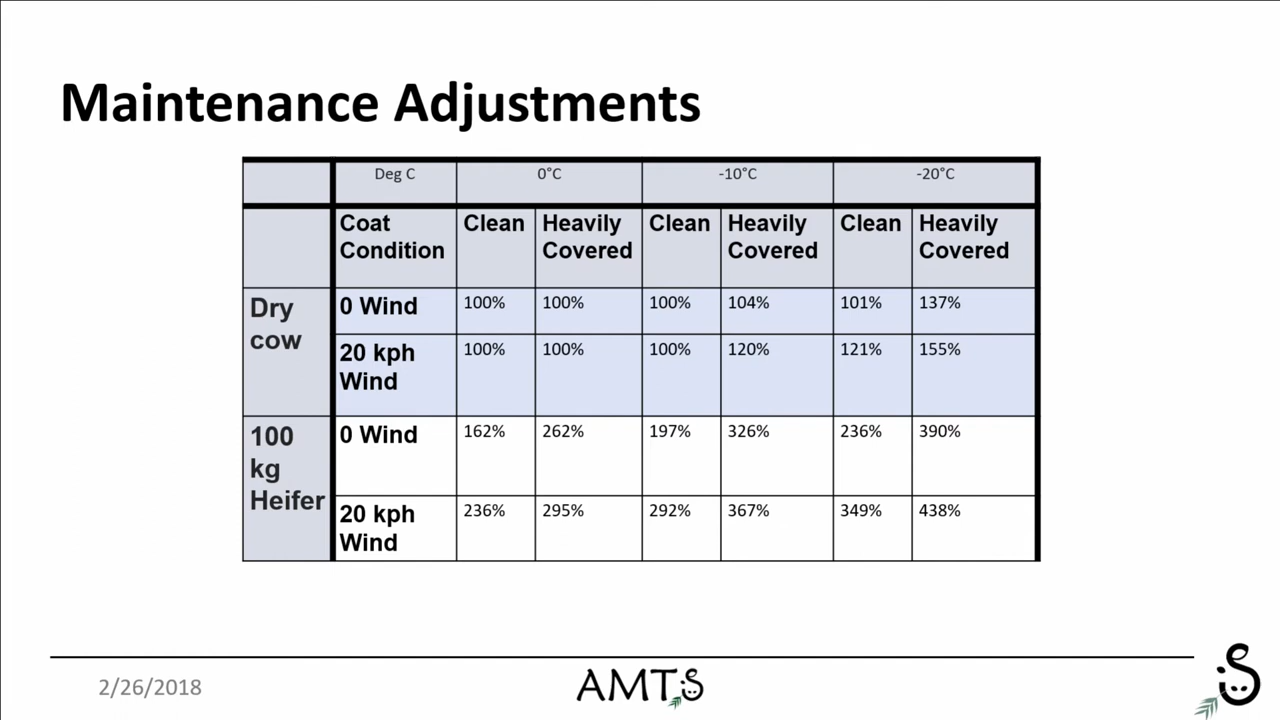 Maintenance Adjustments
Deg C 0°C -10°C -20°C
Coat Condition Clean Heavily Covered Clean Heavily Covered Clean Heavily Covered
Dry cow 0 Wind 100% 100% 100% 104% 101% 137%
20 kph Wind 100% 100% 100% 120% 121% 155%
100 kg Heifer 0 Wind 162% 262% 197% 326% 236% 390%
20 kph Wind 236% 295% 292% 367% 349% 438%
2/26/2018
AMTS
S